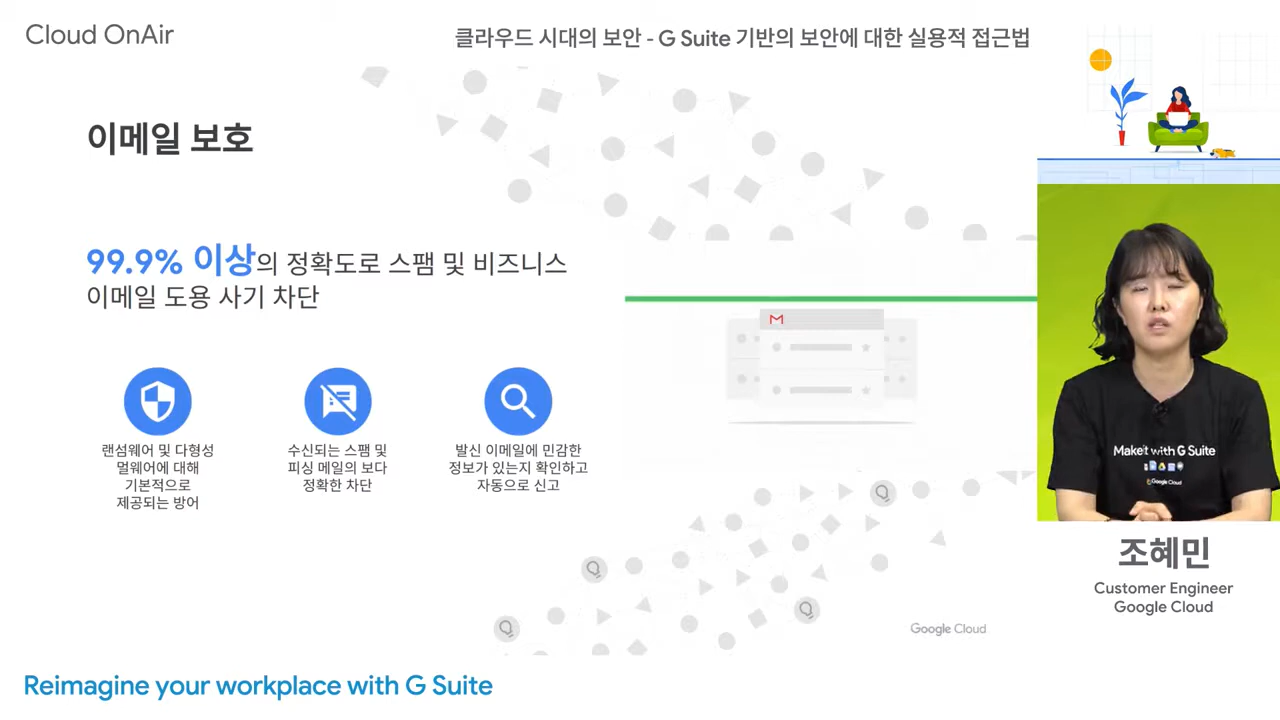 Cloud OnAir
클라우드 시대의 보안 - G Suite 기반의 보안에 대한 실용적 접근법
이메일 보호
99.9% 이상의 정확도로 스팸 및 비즈니스
이메일 도용 사기 차단
랜섬웨어 및 다형성
멀웨어에 대해
기본적으로
제공되는 방어
수신되는 스팸 및
피싱 메일의 보다
정확한 차단
발신 이메일에 민감한
정보가 있는지 확인하고
자동으로 신고
Google Cloud
Make it with G Suite
Google Cloud
조혜민
Customer Engineer
Google Cloud
Reimagine your workplace with G Suite